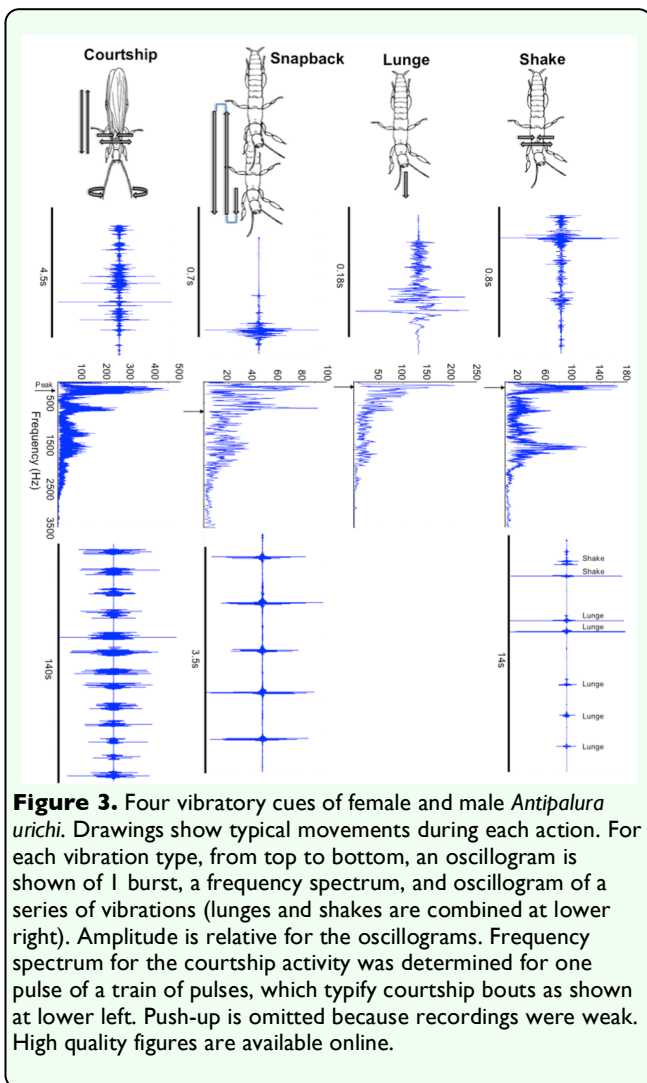 Courtship
Snapback
Lunge
Shake
4.5s
0.7s
0.18s
0.8s
100
200
300
400
500
20
40
60
80
100
50
100
150
200
250
20
60
100
140
180
Peak
500
1500
2500
3500
Frequency (Hz)
140s
3.5s
14s
Shake
Shake
Lunge
Lunge
Lunge
Lunge
Lunge
Figure 3. Four vibratory cues of female and male Antipalura
urichi. Drawings show typical movements during each action. For
each vibration type, from top to bottom, an oscillogram is
shown of 1 burst, a frequency spectrum, and oscillogram of a
series of vibrations (lunges and shakes are combined at lower
right). Amplitude is relative for the oscillograms. Frequency
spectrum for the courtship activity was determined for one
pulse of a train of pulses, which typify courtship bouts as shown
at lower left. Push-up is omitted because recordings were weak.
High quality figures are available online.